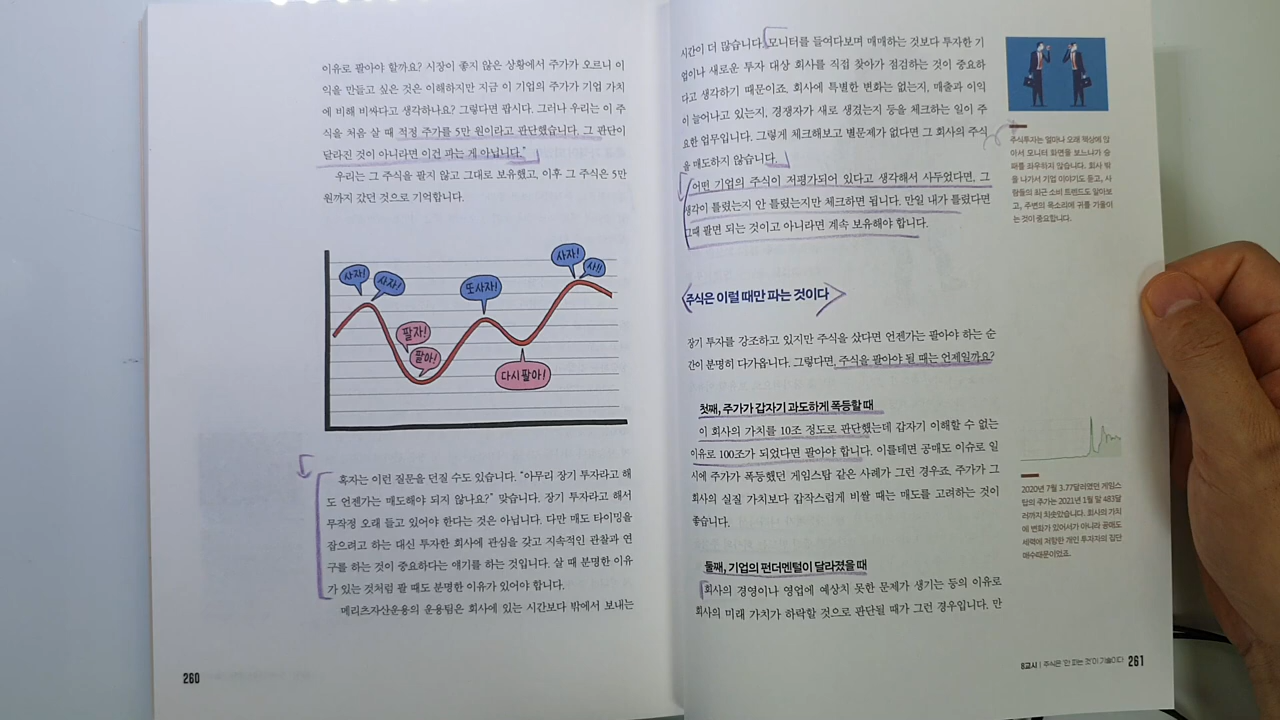 이유로 팔아야 할까요? 시장이 좋지 않은 상황에서 주가가 오르니 이
익을 만들고 싶은 것은 이해하지만 지금 이 기업의 주가가 기업 가치
에 비해 비싸다고 생각하나요? 그렇다면 팝시다. 그러나 우리는 이 주
식을 처음 살 때 적정 주가를 5만 원이라고 판단했습니다. 그 판단이
달라진 것이 아니라면 이건 파는 게 아닙니다."
우리는 그 주식을 팔지 않고 그대로 보유했고, 이후 그 주식은 5만
원까지 갔던 것으로 기억합니다.
사자!
사자!
팔자!
팔아!
또사자!
다시팔아!
사자!
사!!
혹자는 이런 질문을 던질 수도 있습니다. "아무리 장기 투자라고 해
도 언젠가는 매도해야 되지 않나요?" 맞습니다. 장기 투자라고 해서
무작정 오래 들고 있어야 한다는 것은 아닙니다. 다만 매도 타이밍을
잡으려고 하는 대신 투자한 회사에 관심을 갖고 지속적인 관찰과 연
구를 하는 것이 중요하다는 얘기를 하는 것입니다. 살 때 분명한 이유
가 있는 것처럼 팔 때도 분명한 이유가 있어야 합니다.
메리츠자산운용의 운용팀은 회사에 있는 시간보다 밖에서 보내는
260
시간이 더 많습니다. 모니터를 들여다보며 매매하는 것보다 투자한 기
업이나 새로운 투자 대상 회사를 직접 찾아가 점검하는 것이 중요하
다고 생각하기 때문이죠. 회사에 특별한 변화는 없는지, 매출과 이익
이 늘어나고 있는지, 경쟁자가 새로 생겼는지 등을 체크하는 일이 주
요한 업무입니다. 그렇게 체크해보고 별문제가 없다면 그 회사의 주식
을 매도하지 않습니다.
어떤 기업의 주식이 저평가되어 있다고 생각해서 사두었다면, 그
생각이 틀렸는지 안 틀렸는지만 체크하면 됩니다. 만일 내가 틀렸다면
그때 팔면 되는 것이고 아니라면 계속 보유해야 합니다.
주식은 이럴 때만 파는 것이다
장기 투자를 강조하고 있지만 주식을 샀다면 언젠가는 팔아야 하는 순
간이 분명히 다가옵니다. 그렇다면, 주식을 팔아야 될 때는 언제일까요?
첫째, 주가가 갑자기 과도하게 폭등할 때
이 회사의 가치를 10조 정도로 판단했는데 갑자기 이해할 수 없는
이유로 100조가 되었다면 팔아야 합니다. 이를테면 공매도 이슈로 일
시에 주가가 폭등했던 게임스탑 같은 사례가 그런 경우죠. 주가가 그
회사의 실질 가치보다 갑작스럽게 비쌀 때는 매도를 고려하는 것이
좋습니다.
둘째, 기업의 펀더멘털이 달라졌을 때
회사의 경영이나 영업에 예상치 못한 문제가 생기는 등의 이유로
회사의 미래 가치가 하락할 것으로 판단될 때가 그런 경우입니다. 만
주식투자는 얼마나 오래 책상에 앉
아서 모니터 화면을 보느냐가 승
패를 좌우하지 않습니다. 회사 밖
을 나가서 기업 이야기도 듣고, 사
람들의 최근 소비 트렌드도 알아보
고, 주변의 목소리에 귀를 기울이
는 것이 중요합니다.
2020년 7월 3.77달러였던 게임스
탑의 주가는 2021년 1월 말 483달
러까지 치솟았습니다. 회사의 가치
에 변화가 있어서가 아니라 공매도
세력에 저항한 개인 투자자의 집단
매수때문이었죠.
8교시 | 주식은 '안 파는 것'이 기술이다 261